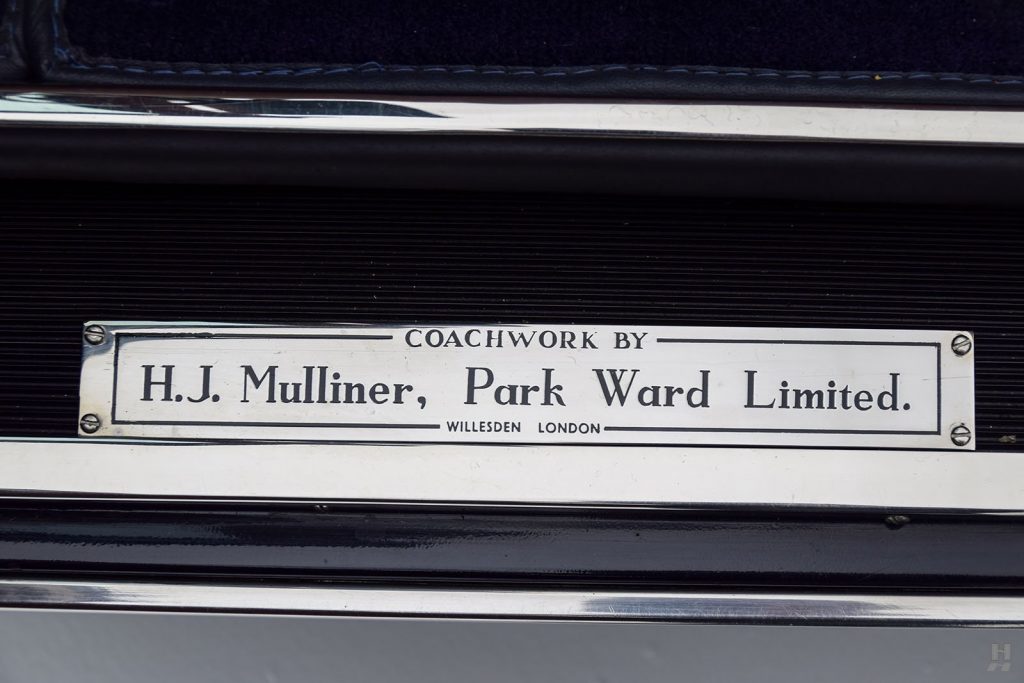 COACHWORK BY
H.J. Mulliner, Park Ward Limited.
WILLESDEN LONDON
H